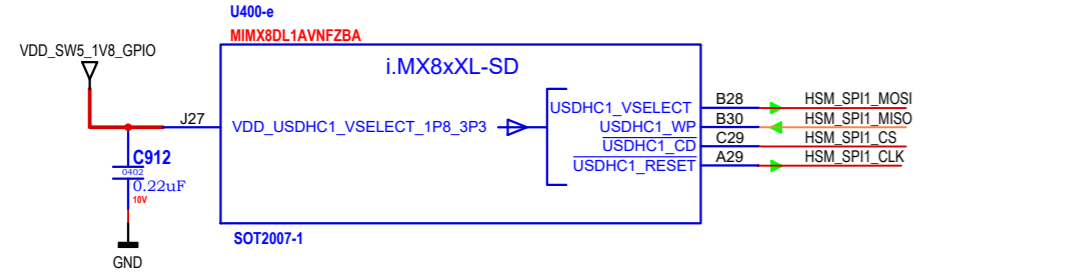 U400-e
MIMX8DL1AVNFZBA
VDD_SW5_1V8_GPIO
i.MX8xXL-SD
J27
VDD_USDHC1_VSELECT_1P8_3P3
USDHC1_VSELECT
B28
HSM_SPI1_MOSI
USDHC1_WP
B30
HSM_SPI1_MISO
USDHC1_CD
C29
HSM_SPI1_CS
USDHC1_RESET
A29
HSM_SPI1_CLK
C912
0402
0.22uF
10V
SOT2007-1
GND